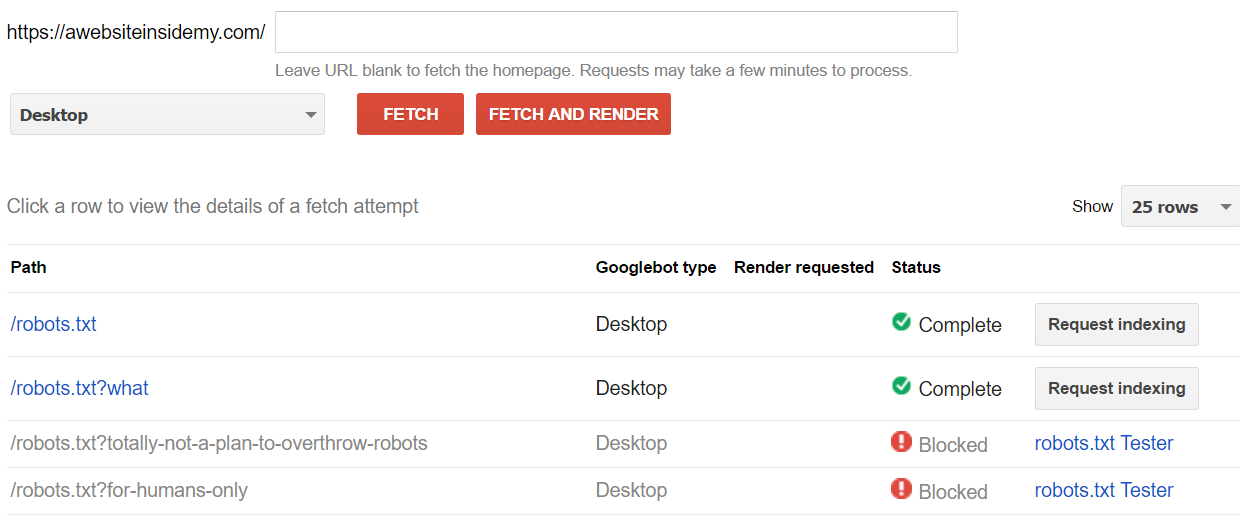 https://awebsiteinsidemy.com/
Leave URL blank to fetch the homepage. Requests may take a few minutes to process.
Desktop FETCH FETCH AND RENDER
Click a row to view the details of a fetch attempt Show 25 rows
Path Googlebot type Render requested Status
/robots.txt Desktop Complete Request indexing
/robots.txt?what Desktop Complete Request indexing
/robots.txt?totally-not-a-plan-to-overthrow-robots Desktop Blocked robots.txt Tester
/robots.txt?for-humans-only Desktop Blocked robots.txt Tester